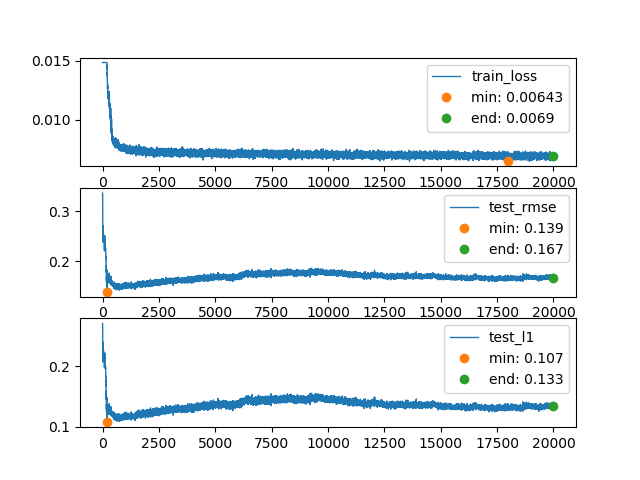 0.015
0.010
train_loss
min: 0.00643
end: 0.0069
0 2500 5000 7500 10000 12500 15000 17500 20000
0.3
0.2
test_rmse
min: 0.139
end: 0.167
0 2500 5000 7500 10000 12500 15000 17500 20000
0.2
0.1
test_l1
min: 0.107
end: 0.133
0 2500 5000 7500 10000 12500 15000 17500 20000